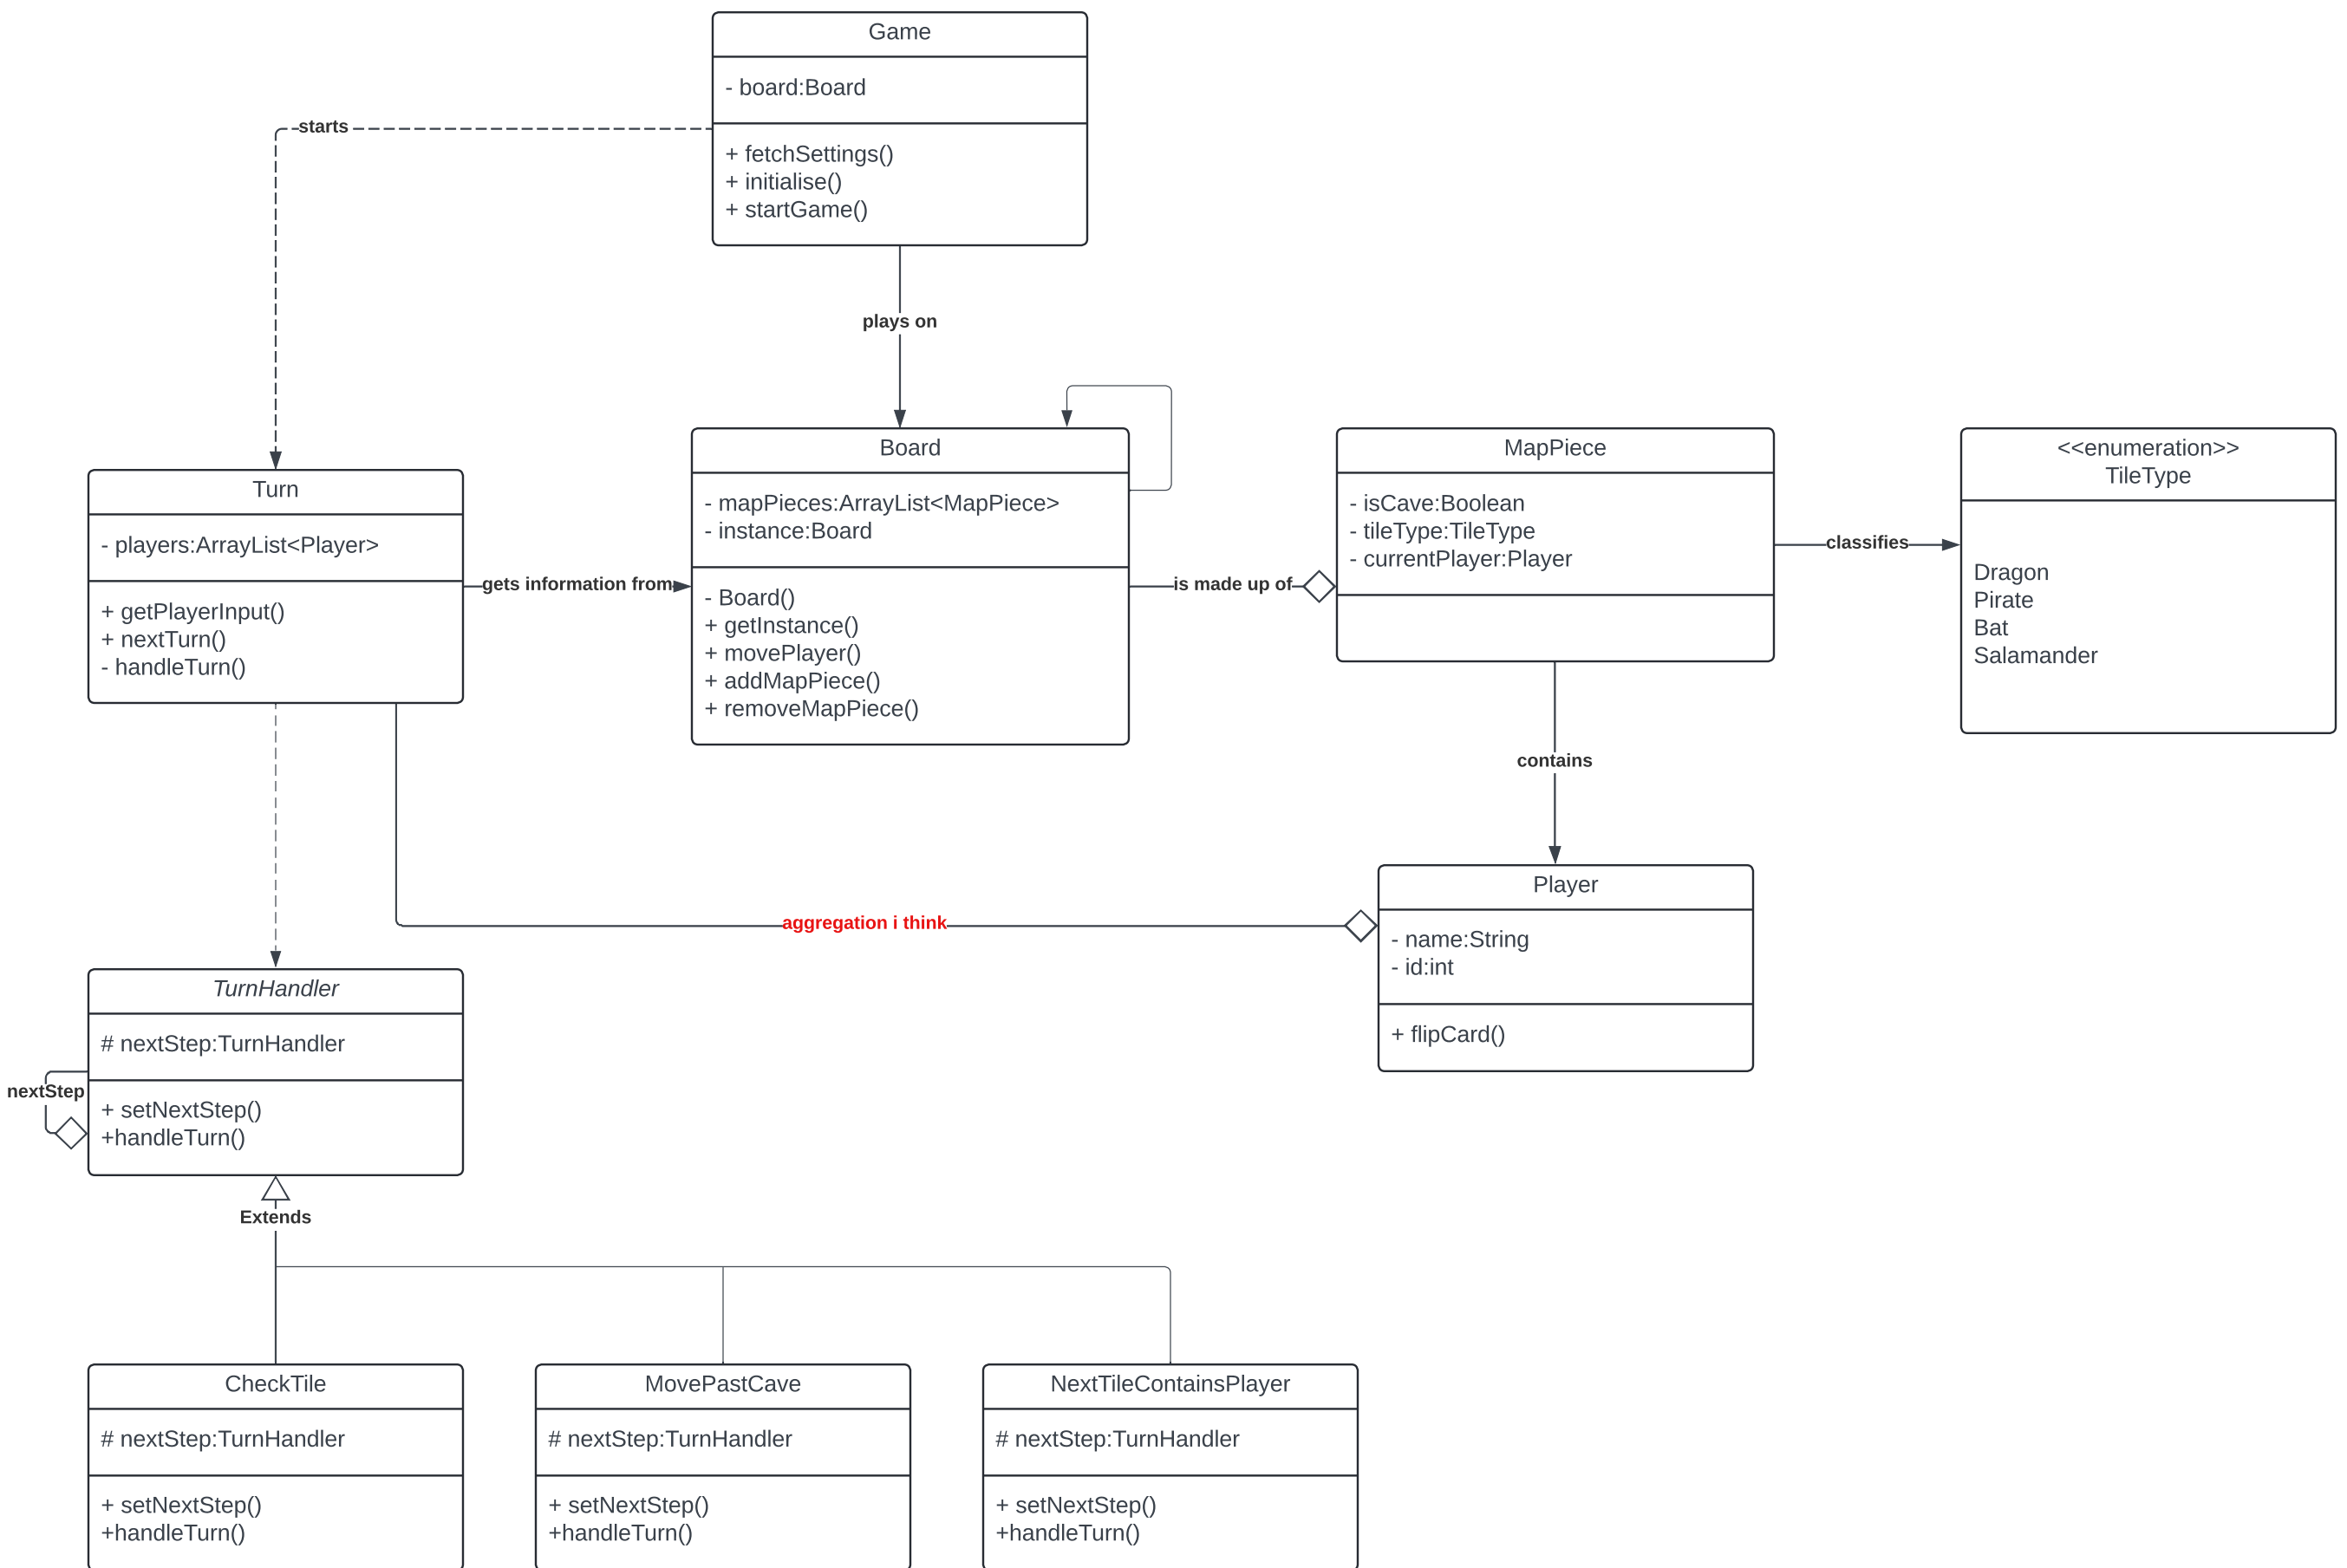 Game
- board:Board
+ fetchSettings()
+ initialise()
+ startGame()
starts
plays on
Turn
- players:ArrayList<Player>
+ getPlayerInput()
+ nextTurn()
- handleTurn()
gets information from
Board
- mapPieces:ArrayList<MapPiece>
- instance:Board
- Board()
+ getInstance()
+ movePlayer()
+ addMapPiece()
+ removeMapPiece()
is made up of
MapPiece
- isCave:Boolean
- tileType:TileType
- currentPlayer:Player
classifies
<<enumeration>>
TileType
Dragon
Pirate
Bat
Salamander
contains
aggregation i think
Player
- name:String
- id:int
+ flipCard()
TurnHandler
# nextStep:TurnHandler
+ setNextStep()
+handleTurn()
nextStep
Extends
CheckTile
# nextStep:TurnHandler
+ setNextStep()
+handleTurn()
MovePastCave
# nextStep:TurnHandler
+ setNextStep()
+handleTurn()
NextTileContainsPlayer
# nextStep:TurnHandler
+ setNextStep()
+handleTurn()